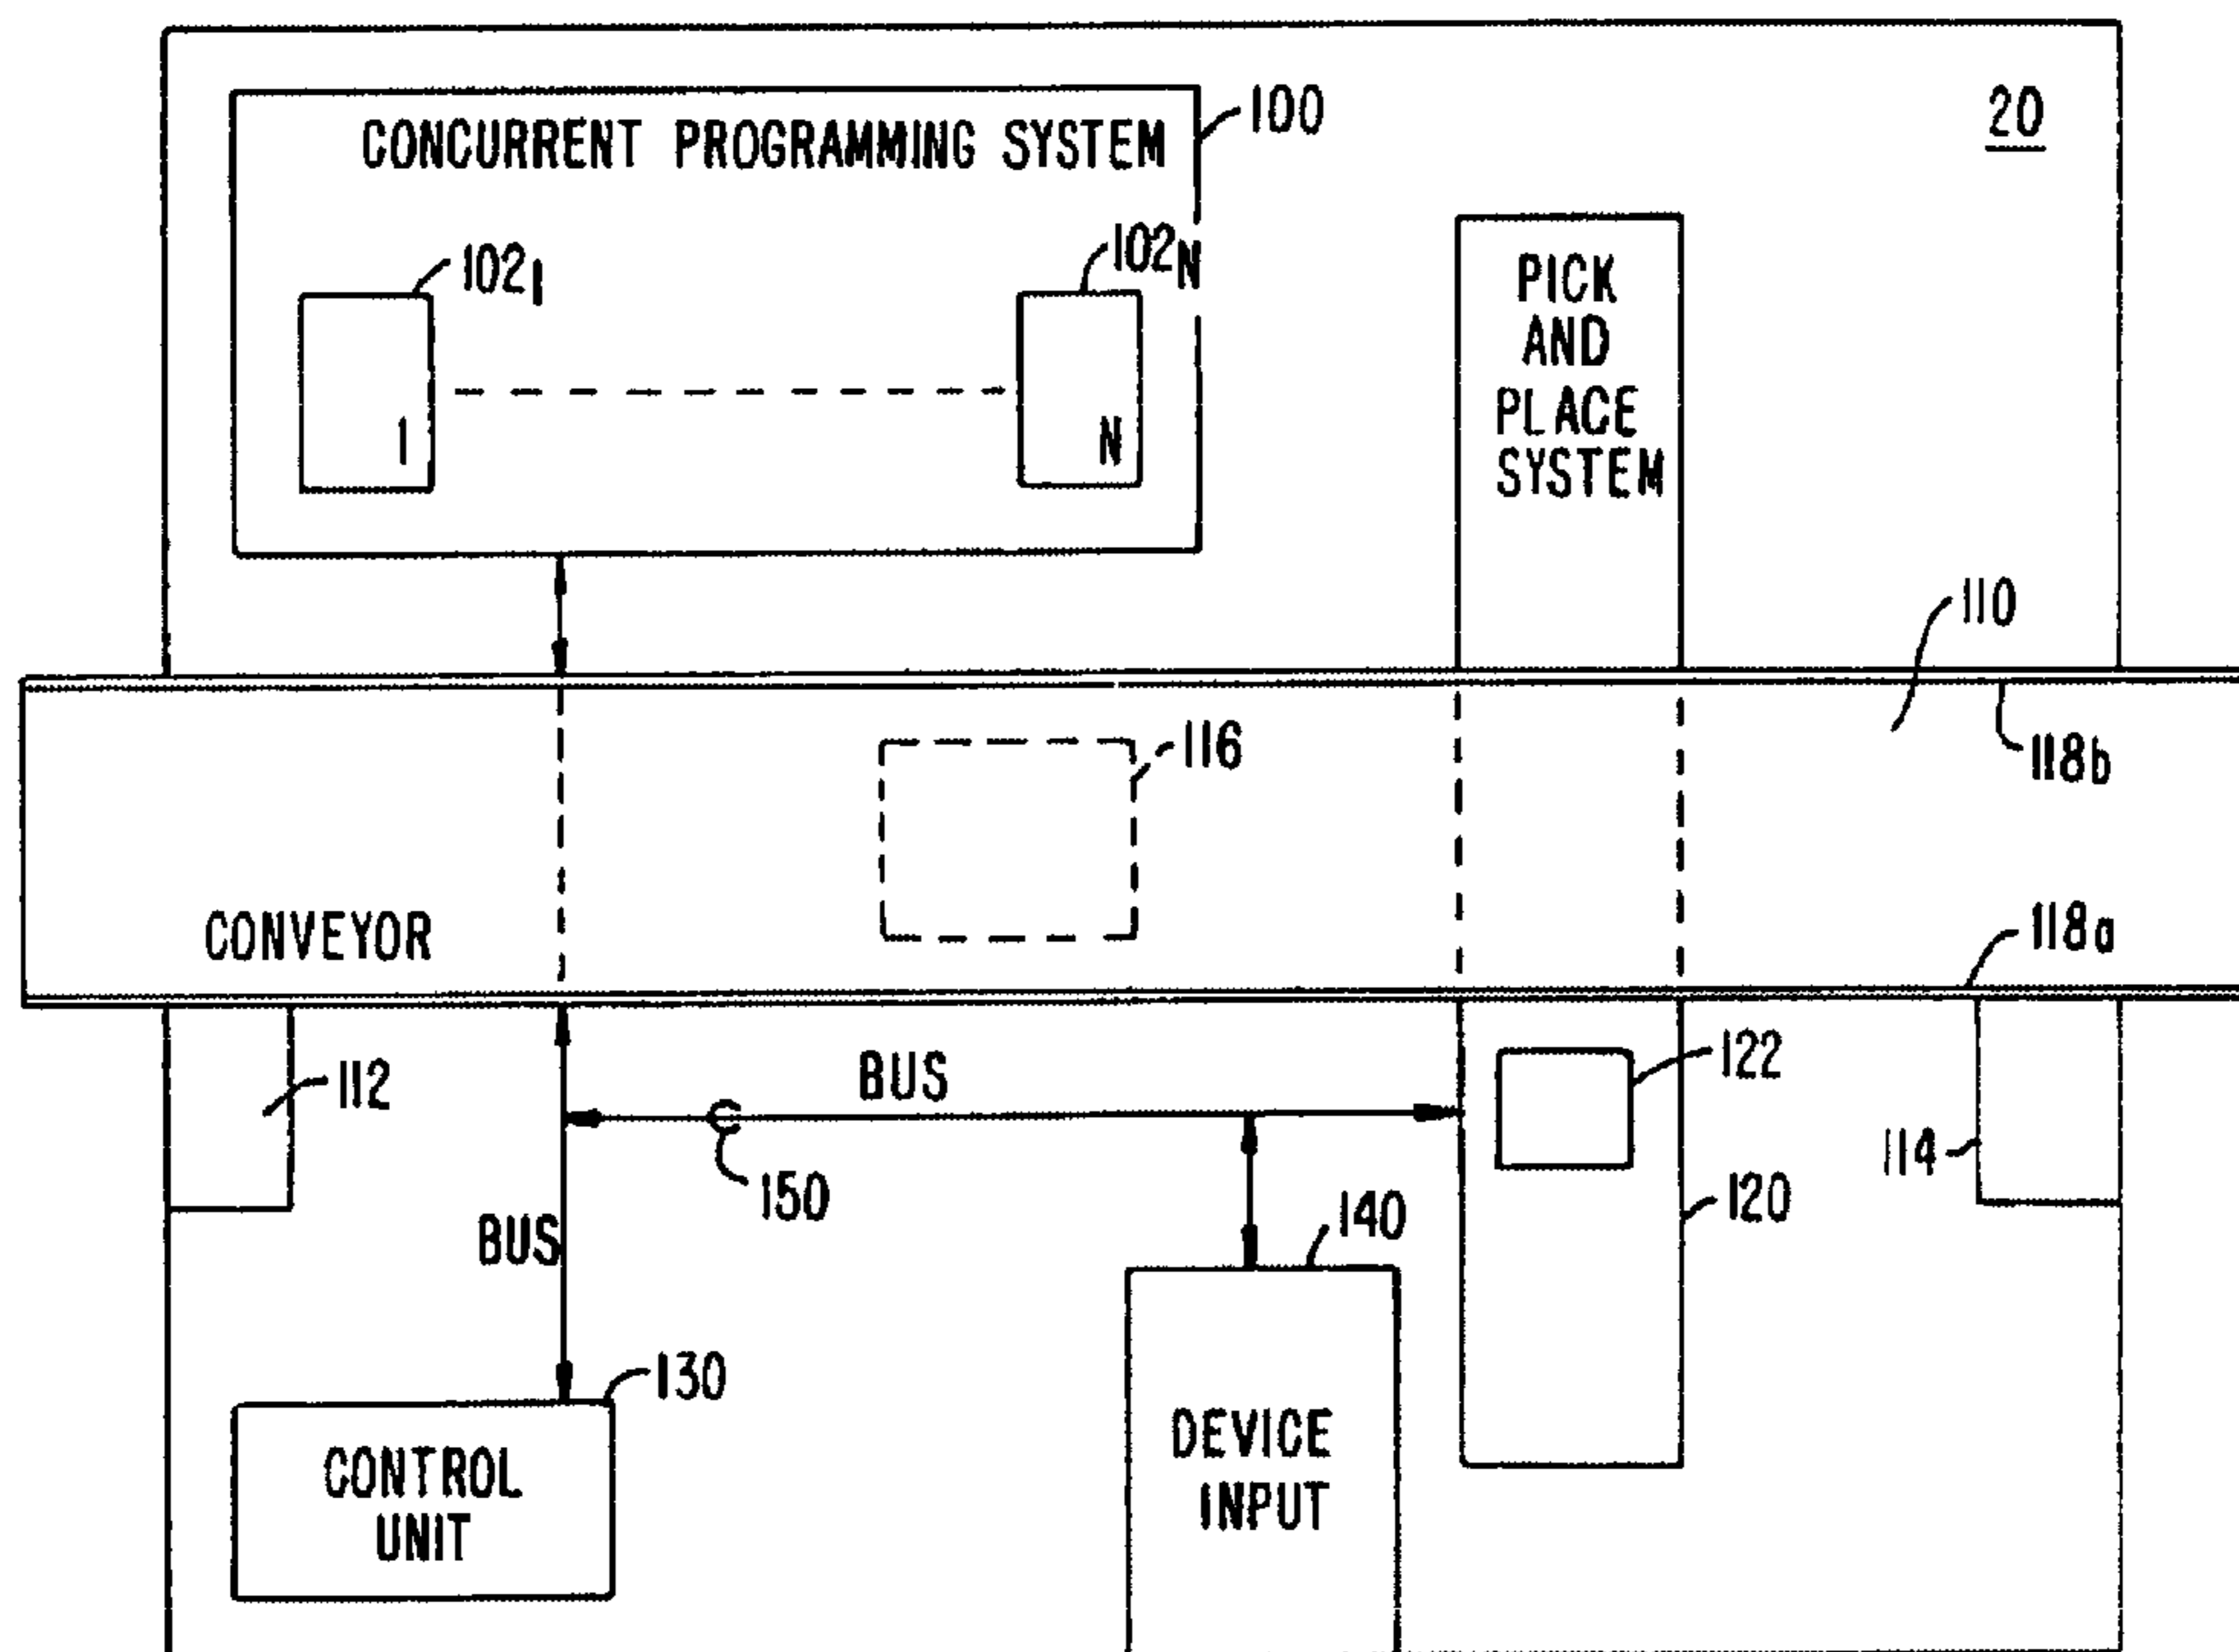 CONCURRENT PROGRAMMING SYSTEM
100
20
102₁
102N
1
N
PICK
AND
PLACE
SYSTEM
110
116
118b
CONVEYOR
118a
112
BUS
122
150
114
120
BUS
140
130
CONTROL
UNIT
DEVICE
INPUT